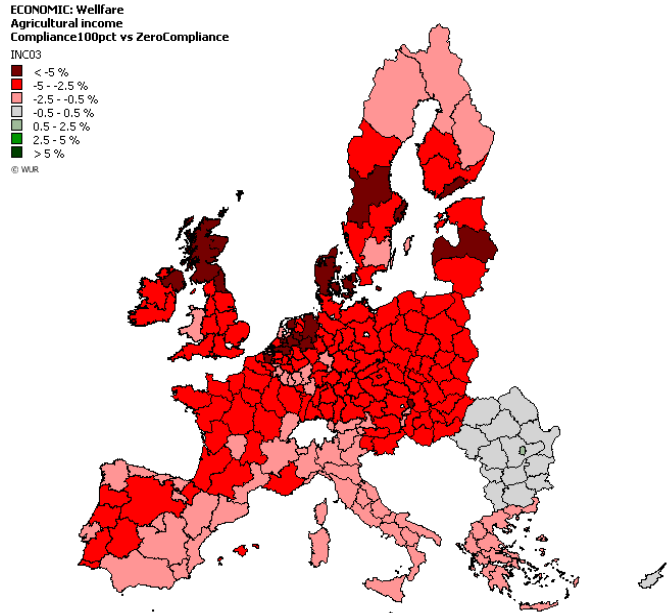 ECONOMIC: Wellfare
Agricultural income
Compliance100pct vs ZeroCompliance
INC03
< -5 %
-5 - -2.5 %
-2.5 - -0.5 %
-0.5 - 0.5 %
0.5 - 2.5 %
2.5 - 5 %
> 5 %
© WUR